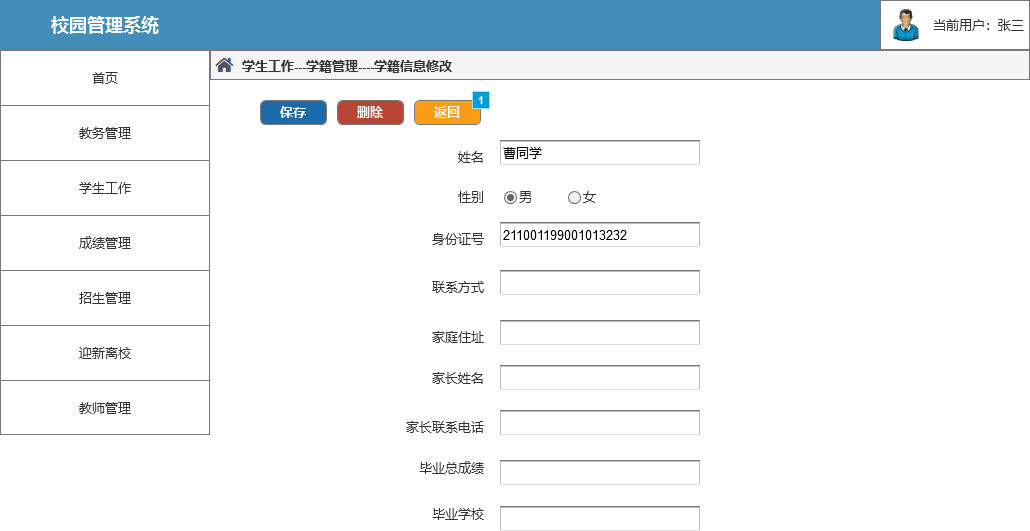 校园管理系统
当前用户：张三
首页
教务管理
学生工作
成绩管理
招生管理
迎新离校
教师管理
学生工作---学籍管理----学籍信息修改
保存 删除 返回 1
姓名 曹同学
性别 男 女
身份证号 211001199001013232
联系方式
家庭住址
家长姓名
家长联系电话
毕业总成绩
毕业学校